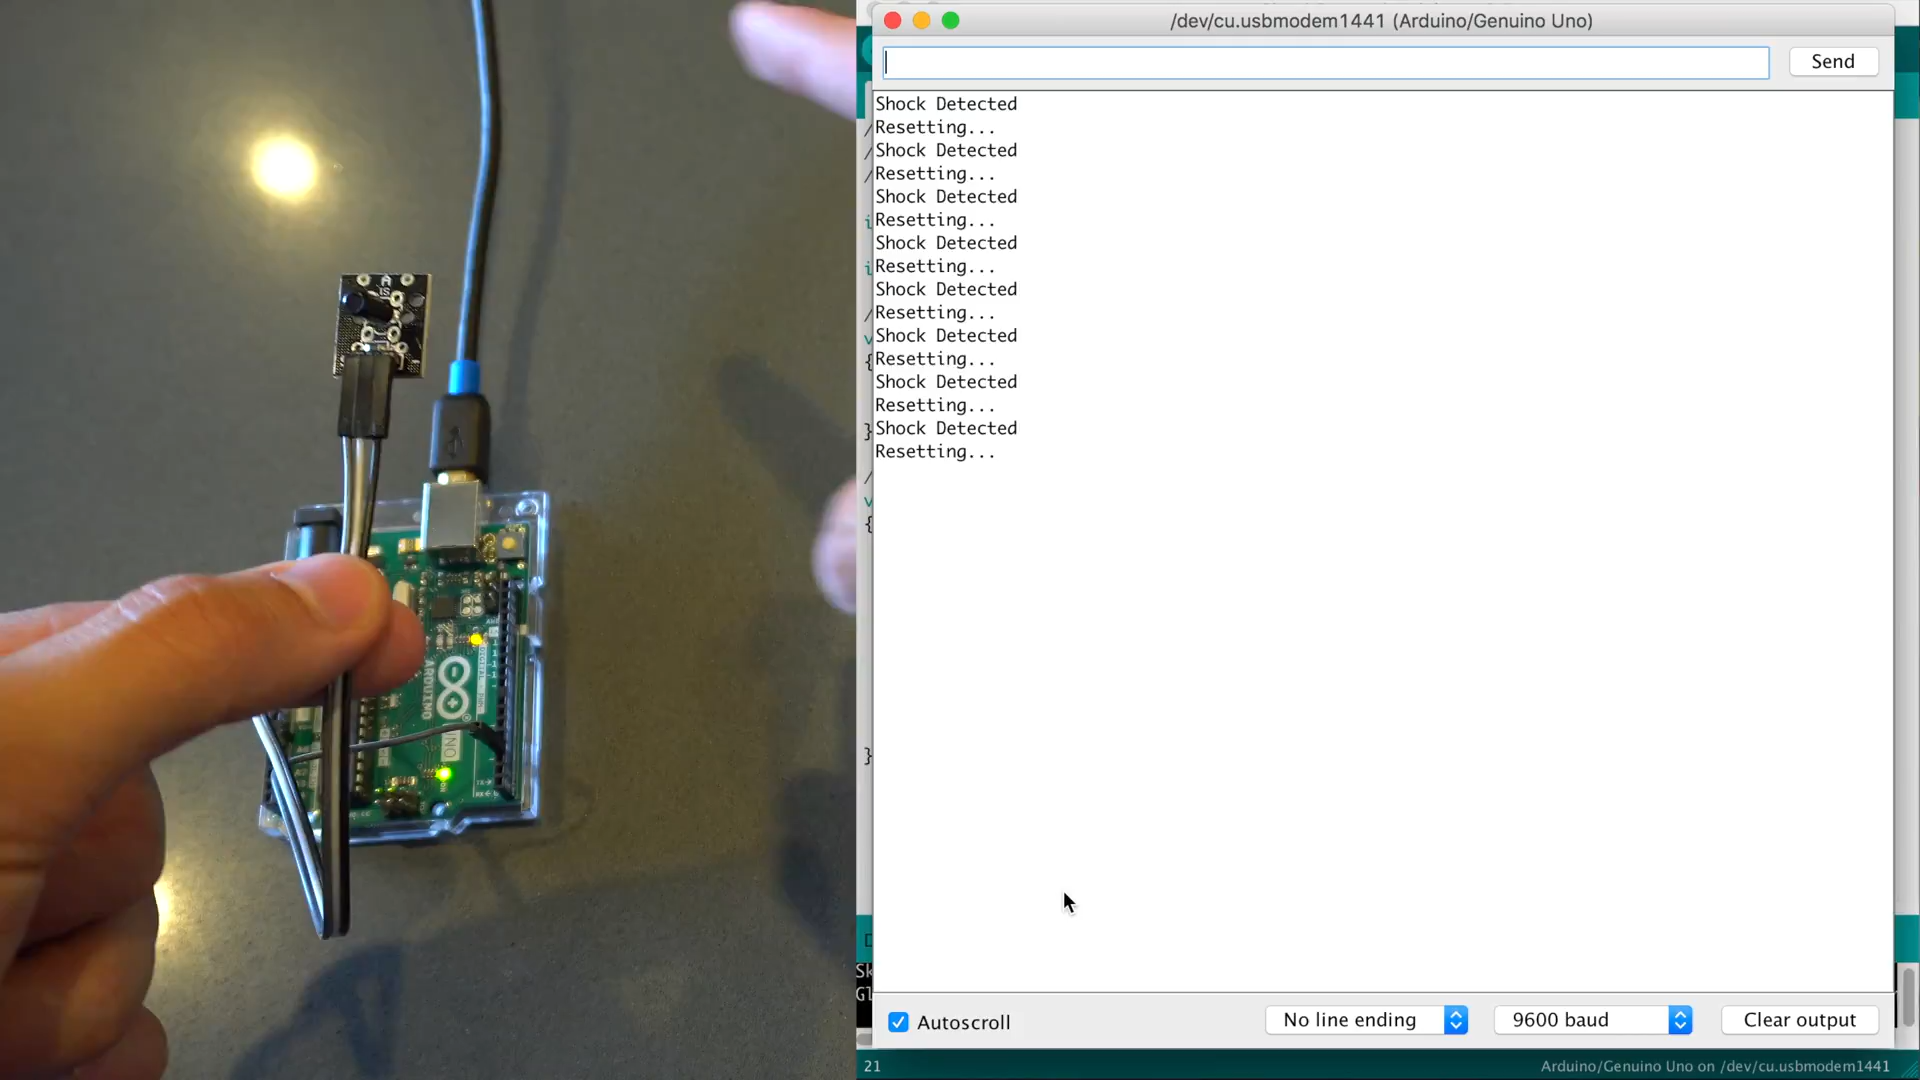 /dev/cu.usbmodem1441 (Arduino/Genuino Uno)
Send
Shock Detected
Resetting...
Shock Detected
Resetting...
Shock Detected
Resetting...
Shock Detected
Resetting...
Shock Detected
Resetting...
Shock Detected
Resetting...
Shock Detected
Resetting...
Shock Detected
Resetting...
Autoscroll
No line ending
9600 baud
Clear output
21
Arduino/Genuino Uno on /dev/cu.usbmodem1441
ARDUINO